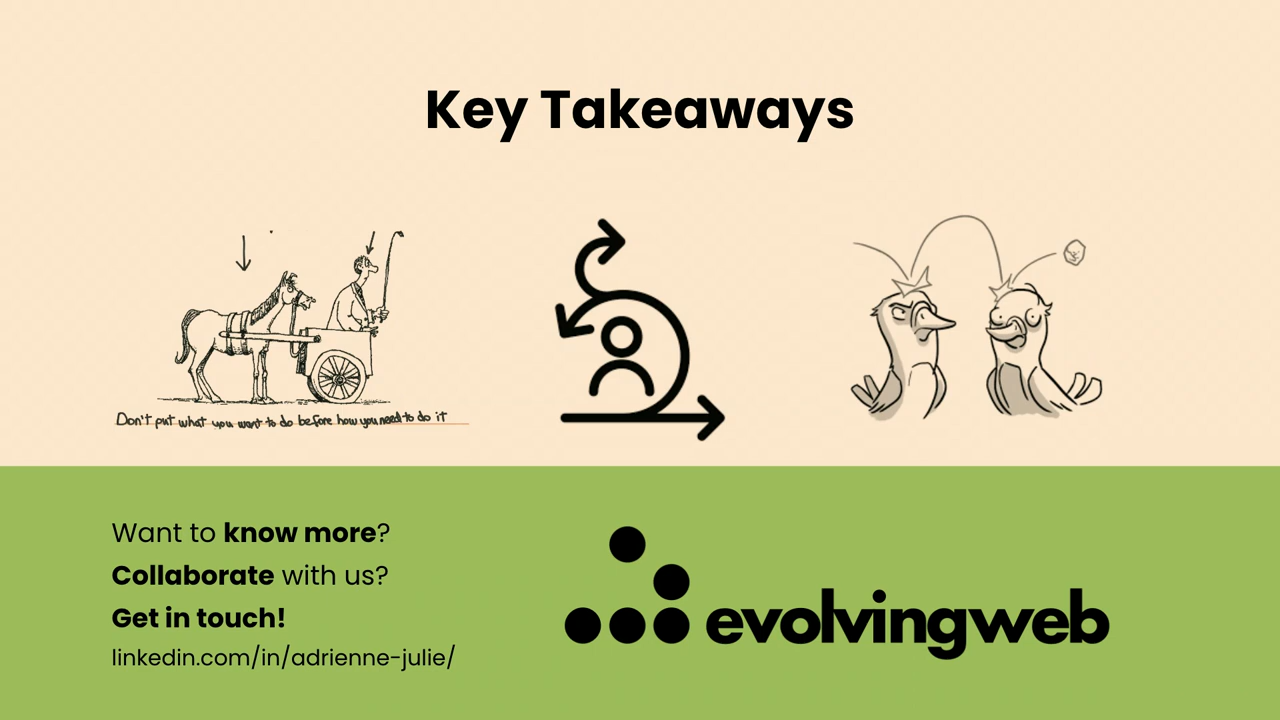 Key Takeaways
Don't put what you want to do before how you need to do it
Want to know more?
Collaborate with us?
Get in touch!
linkedin.com/in/adrienne-julie/
evolvingweb